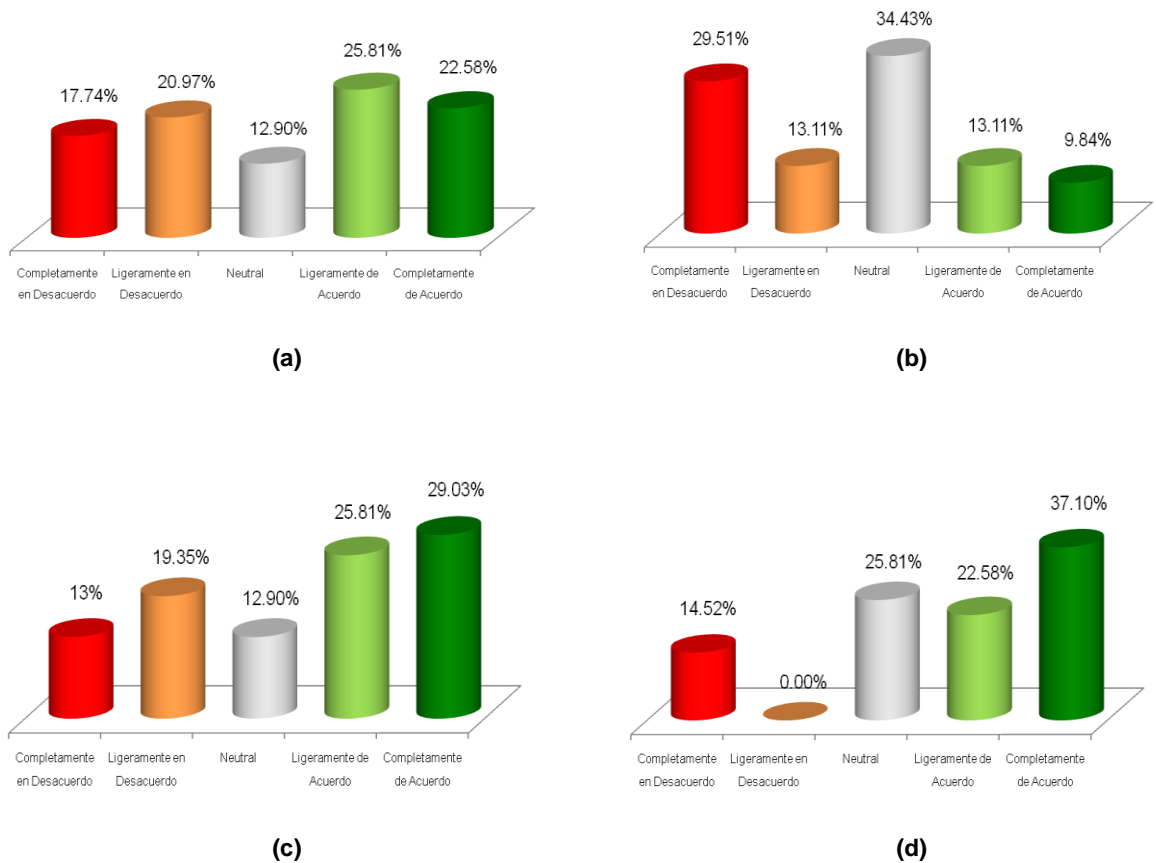 17.74%
20.97%
12.90%
25.81%
22.58%
Completamente
en Desacuerdo
Ligeramente en
Desacuerdo
Neutral
Ligeramente de
Acuerdo
Completamente
de Acuerdo
(a)
29.51%
13.11%
34.43%
13.11%
9.84%
Completamente
en Desacuerdo
Ligeramente en
Desacuerdo
Neutral
Ligeramente de
Acuerdo
Completamente
de Acuerdo
(b)
13%
19.35%
12.90%
25.81%
29.03%
Completamente
en Desacuerdo
Ligeramente en
Desacuerdo
Neutral
Ligeramente de
Acuerdo
Completamente
de Acuerdo
(c)
14.52%
0.00%
25.81%
22.58%
37.10%
Completamente
en Desacuerdo
Ligeramente en
Desacuerdo
Neutral
Ligeramente de
Acuerdo
Completamente
de Acuerdo
(d)